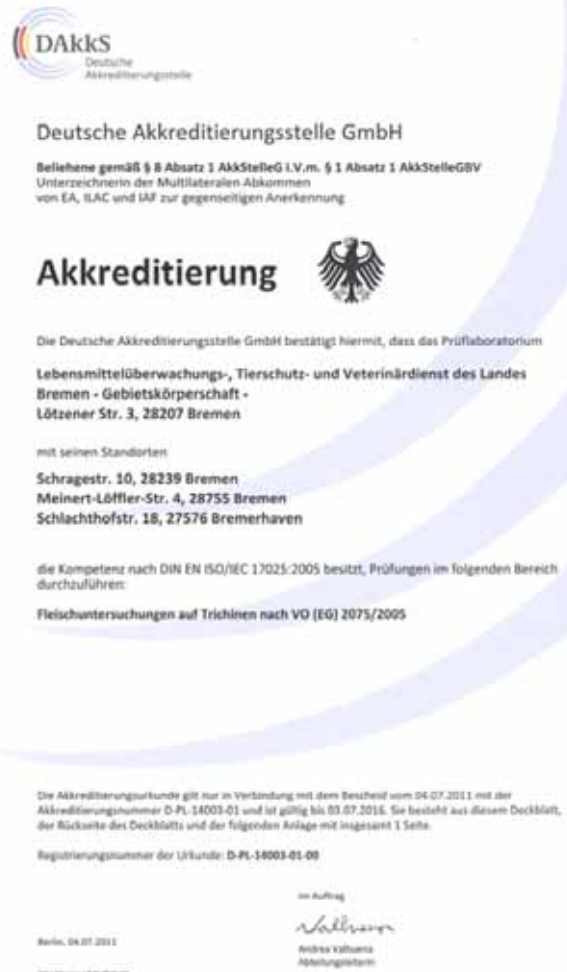 DAkkS
Deutsche
Akkreditierungsstelle
Deutsche Akkreditierungsstelle GmbH
Beliehene gemäß § 8 Absatz 1 AkkStelleG i.V.m. § 1 Absatz 1 AkkStelleGBV
Unterzeichnerin der Multilateralen Abkommen
von EA, ILAC und IAF zur gegenseitigen Anerkennung
Akkreditierung
Die Deutsche Akkreditierungsstelle GmbH bestätigt hiermit, dass das Prüflaboratorium
Lebensmittelüberwachungs-, Tierschutz- und Veterinärdienst des Landes
Bremen - Gebietskörperschaft -
Lötzener Str. 3, 28207 Bremen
mit seinen Standorten
Schragestr. 10, 28239 Bremen
Meinert-Löffler-Str. 4, 28755 Bremen
Schlachthofstr. 18, 27576 Bremerhaven
die Kompetenz nach DIN EN ISO/IEC 17025:2005 besitzt, Prüfungen im folgenden Bereich
durchzuführen:
Fleischuntersuchungen auf Trichinen nach VO (EG) 2075/2005
Die Akkreditierungsurkunde gilt nur in Verbindung mit dem Bescheid vom 04.07.2011 mit der
Akkreditierungsnummer D-PL-14003-01 und ist gültig bis 03.07.2016. Sie besteht aus diesem Deckblatt,
der Rückseite des Deckblatts und der folgenden Anlage mit insgesamt 1 Seite.
Registrierungsnummer der Urkunde: D-PL-14003-01-00
Im Auftrag
Berlin, 04.07.2011
Andrea Valbuena
Abteilungsleiterin